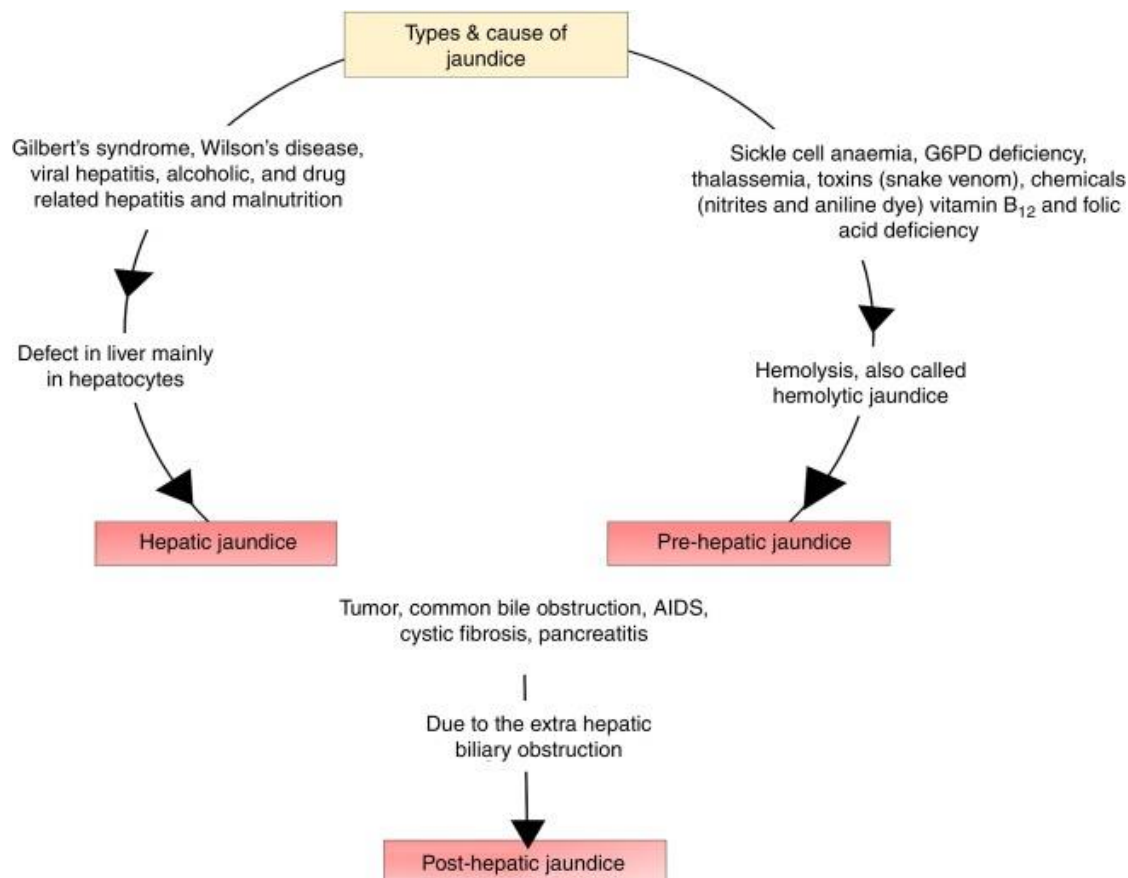 Types & cause of
jaundice
Gilbert's syndrome, Wilson's disease,
viral hepatitis, alcoholic, and drug
related hepatitis and malnutrition
Sickle cell anaemia, G6PD deficiency,
thalassemia, toxins (snake venom), chemicals
(nitrites and aniline dye) vitamin B₁₂ and folic
acid deficiency
Defect in liver mainly
in hepatocytes
Hemolysis, also called
hemolytic jaundice
Hepatic jaundice
Pre-hepatic jaundice
Tumor, common bile obstruction, AIDS,
cystic fibrosis, pancreatitis
Due to the extra hepatic
biliary obstruction
Post-hepatic jaundice